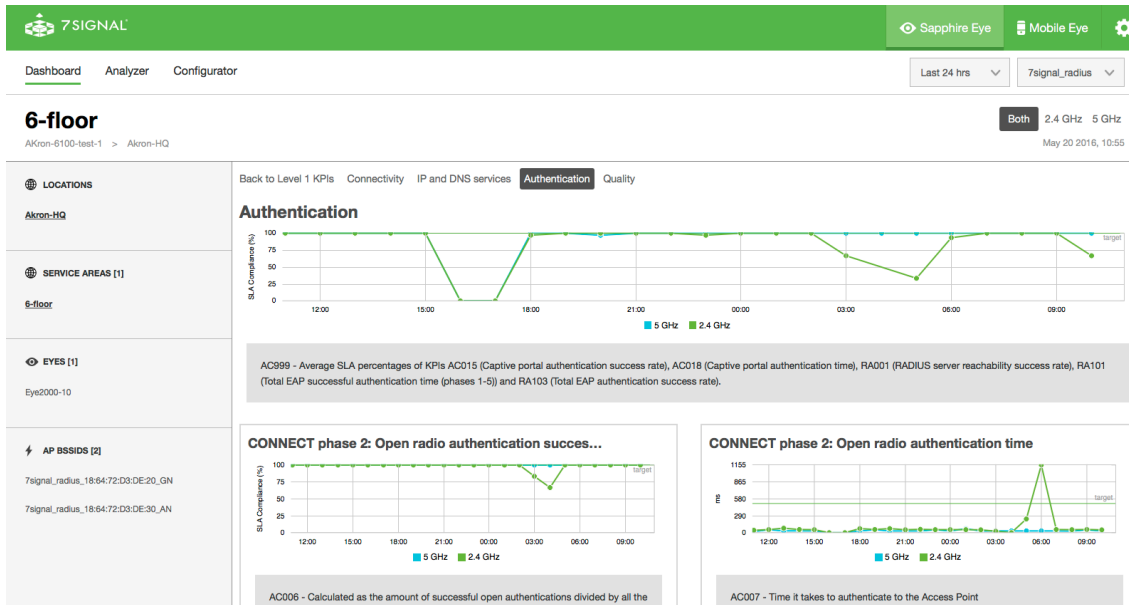 7SIGNAL
Sapphire Eye
Mobile Eye
Dashboard Analyzer Configurator
Last 24 hrs
7signal_radius
6-floor
AKron-6100-test-1 > Akron-HQ
Both 2.4 GHz 5 GHz
May 20 2016, 10:55
LOCATIONS
Akron-HQ
SERVICE AREAS [1]
6-floor
EYES [1]
Eye2000-10
AP BSSIDS [2]
7signal_radius_18:64:72:D3:DE:20_GN
7signal_radius_18:64:72:D3:DE:30_AN
Back to Level 1 KPIs Connectivity IP and DNS services Authentication Quality
Authentication
SLA Compliance (%)
100
75
50
25
0
target
12:00 15:00 18:00 21:00 00:00 03:00 06:00 09:00
5 GHz 2.4 GHz
AC999 - Average SLA percentages of KPIs AC015 (Captive portal authentication success rate), AC018 (Captive portal authentication time), RA001 (RADIUS server reachability success rate), RA101
(Total EAP successful authentication time (phases 1-5)) and RA103 (Total EAP authentication success rate).
CONNECT phase 2: Open radio authentication succes...
SLA Compliance (%)
100
75
50
25
0
target
12:00 15:00 18:00 21:00 00:00 03:00 06:00 09:00
5 GHz 2.4 GHz
AC006 - Calculated as the amount of successful open authentications divided by all the
CONNECT phase 2: Open radio authentication time
ms
1155
865
580
290
0
target
12:00 15:00 18:00 21:00 00:00 03:00 06:00 09:00
5 GHz 2.4 GHz
AC007 - Time it takes to authenticate to the Access Point